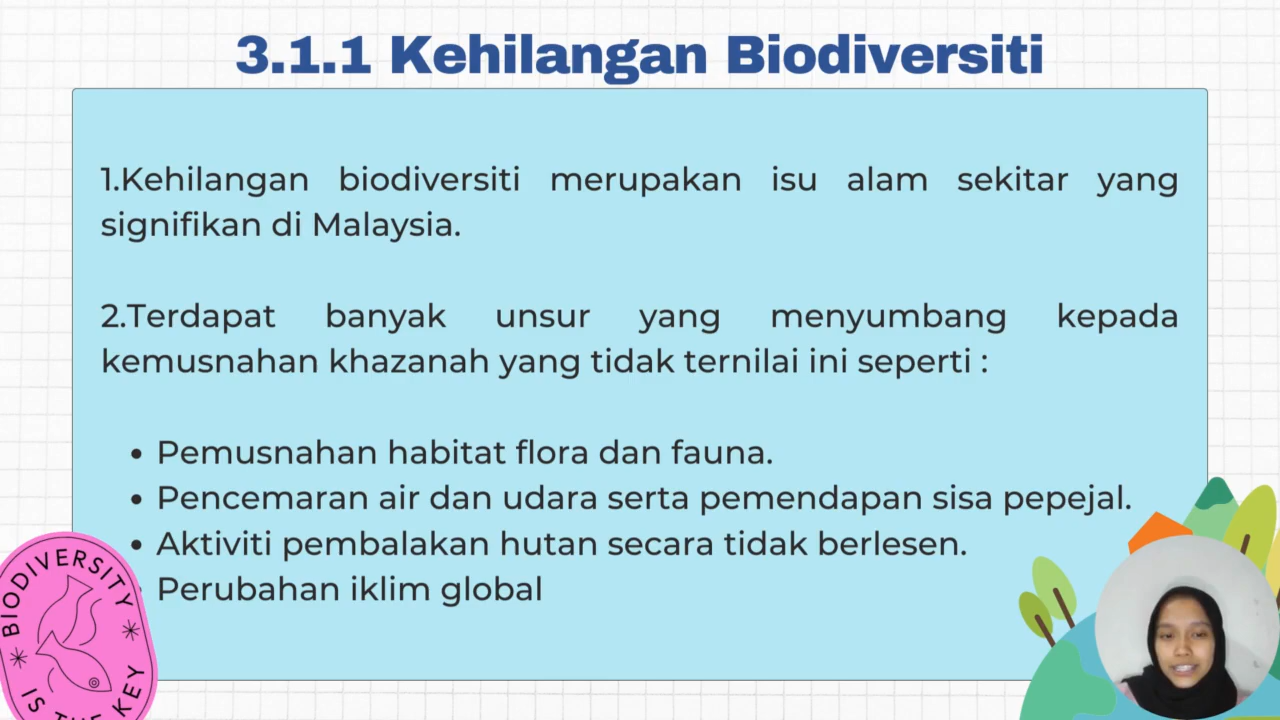 3.1.1 Kehilangan Biodiversiti
1.Kehilangan biodiversiti merupakan isu alam sekitar yang
signifikan di Malaysia.
2.Terdapat banyak unsur yang menyumbang kepada
kemusnahan khazanah yang tidak ternilai ini seperti :
• Pemusnahan habitat flora dan fauna.
• Pencemaran air dan udara serta pemendapan sisa pepejal.
• Aktiviti pembalakan hutan secara tidak berlesen.
• Perubahan iklim global
BIODIVERSITY
IS THE KEY